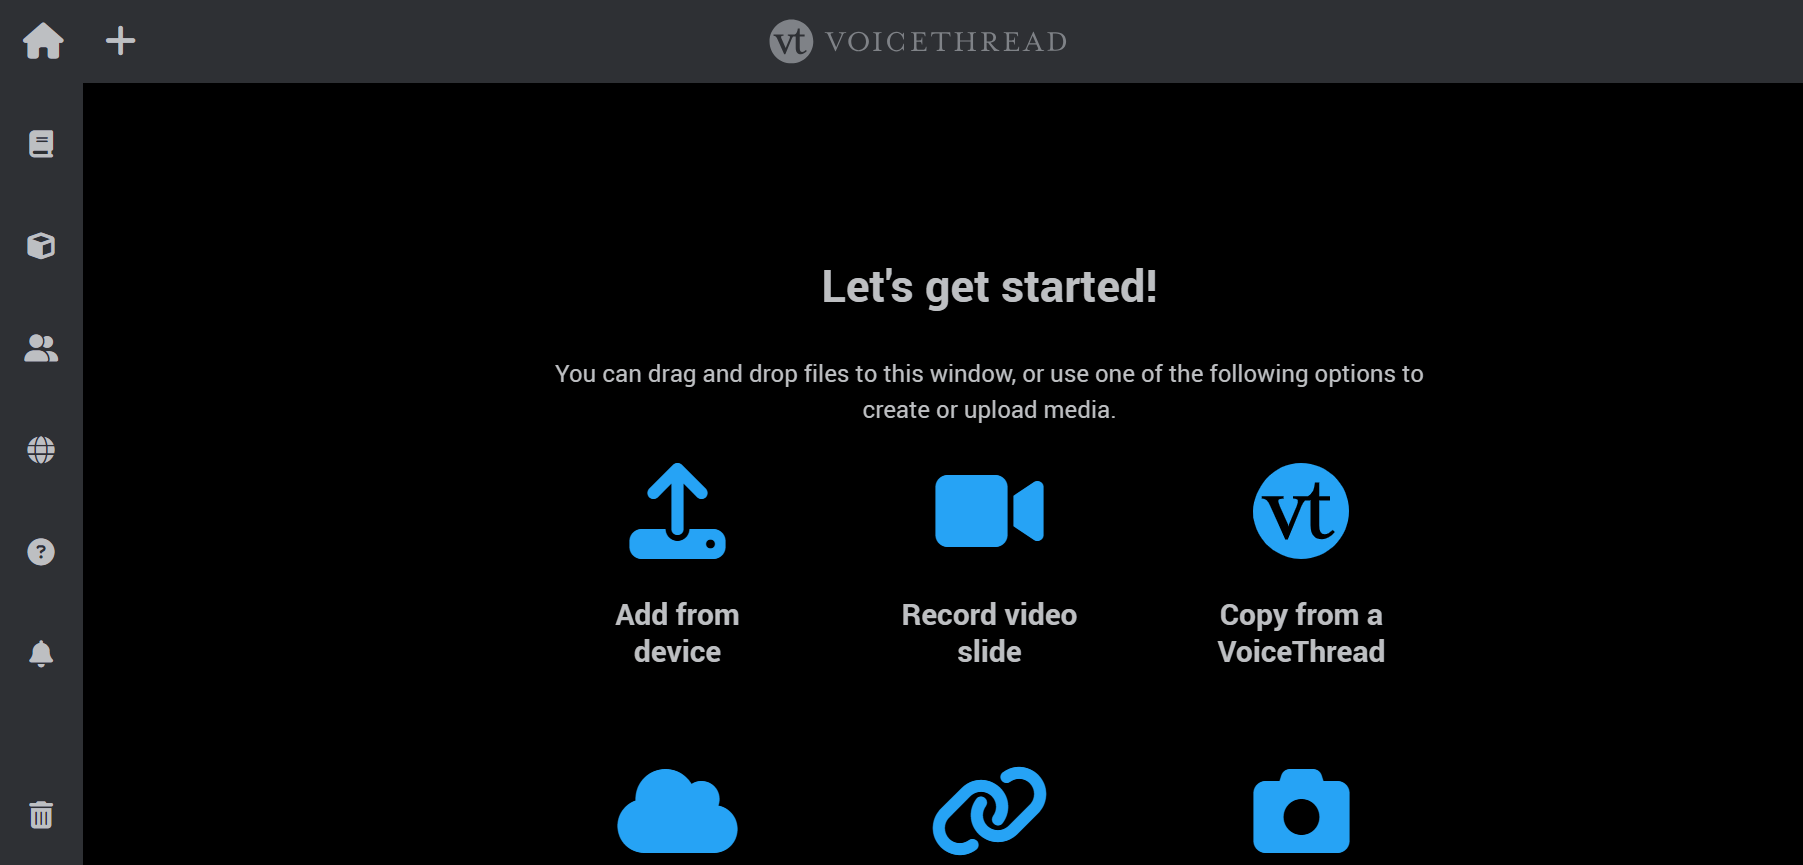 vt VOICETHREAD
Let's get started!
You can drag and drop files to this window, or use one of the following options to
create or upload media.
vt
Add from
device
Record video
slide
Copy from a
VoiceThread
?